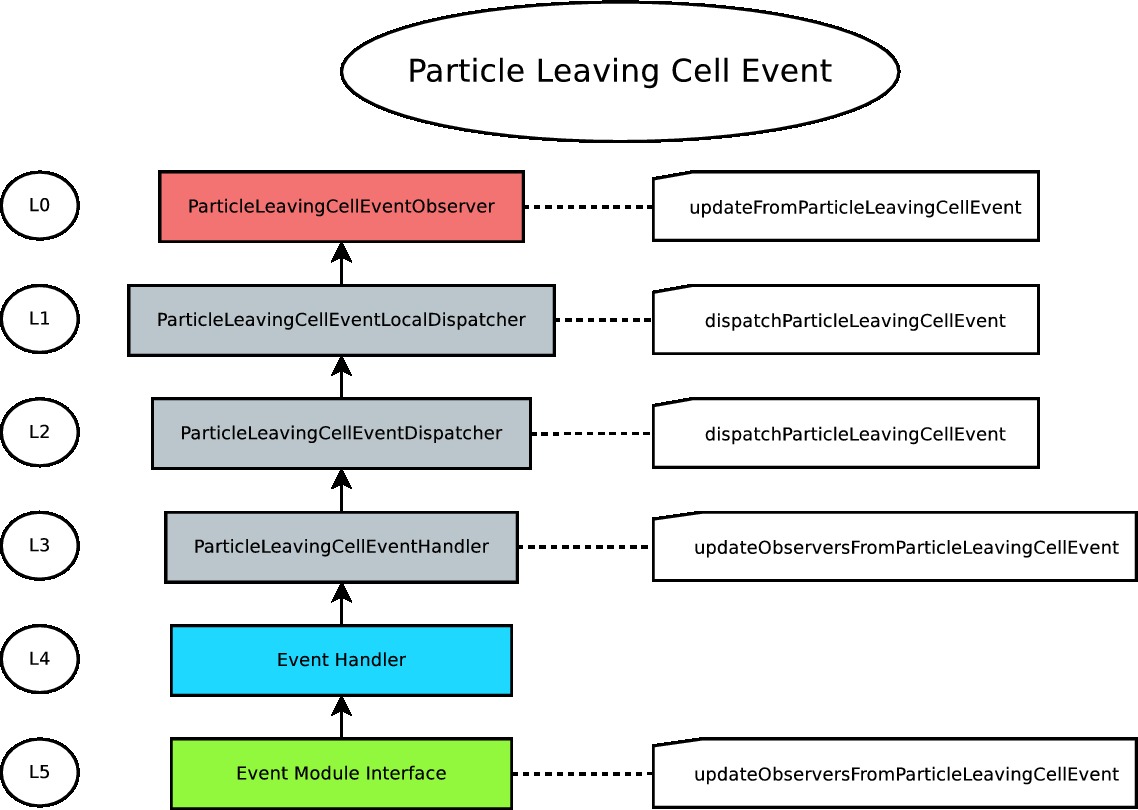 Particle Leaving Cell Event
L0
ParticleLeavingCellEventObserver
updateFromParticleLeavingCellEvent
L1
ParticleLeavingCellEventLocalDispatcher
dispatchParticleLeavingCellEvent
L2
ParticleLeavingCellEventDispatcher
dispatchParticleLeavingCellEvent
L3
ParticleLeavingCellEventHandler
updateObserversFromParticleLeavingCellEvent
L4
Event Handler
L5
Event Module Interface
updateObserversFromParticleLeavingCellEvent